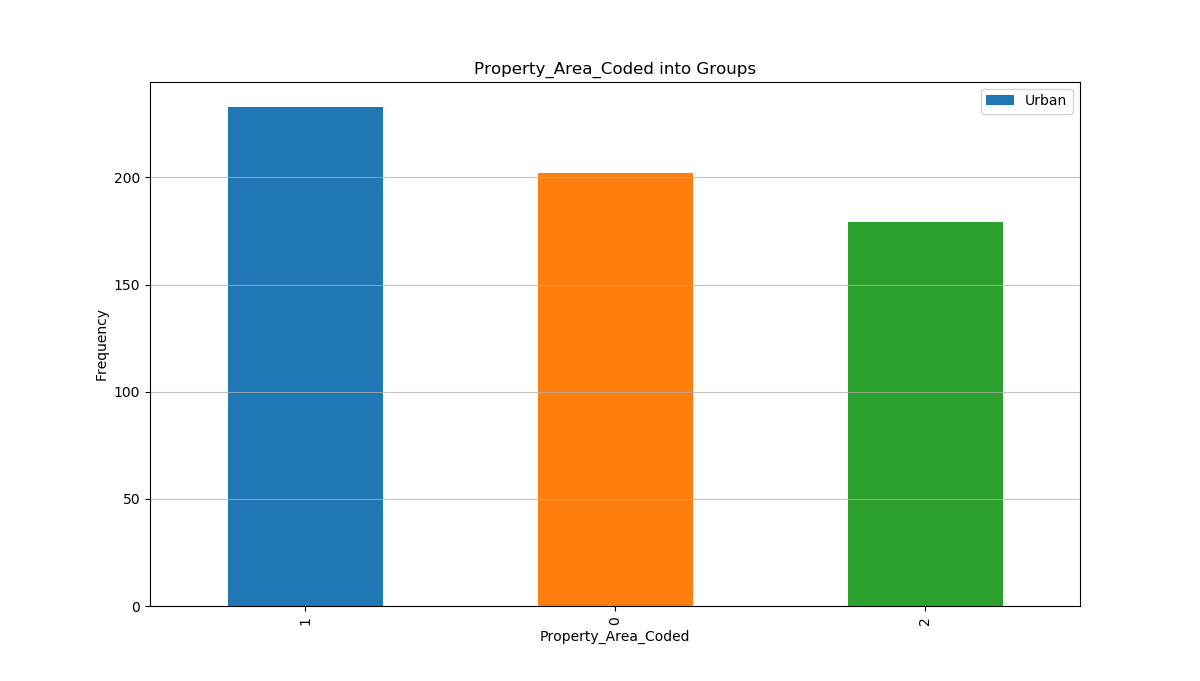 Property_Area_Coded into Groups
Urban
200
150
100
50
0
Frequency
1
0
2
Property_Area_Coded